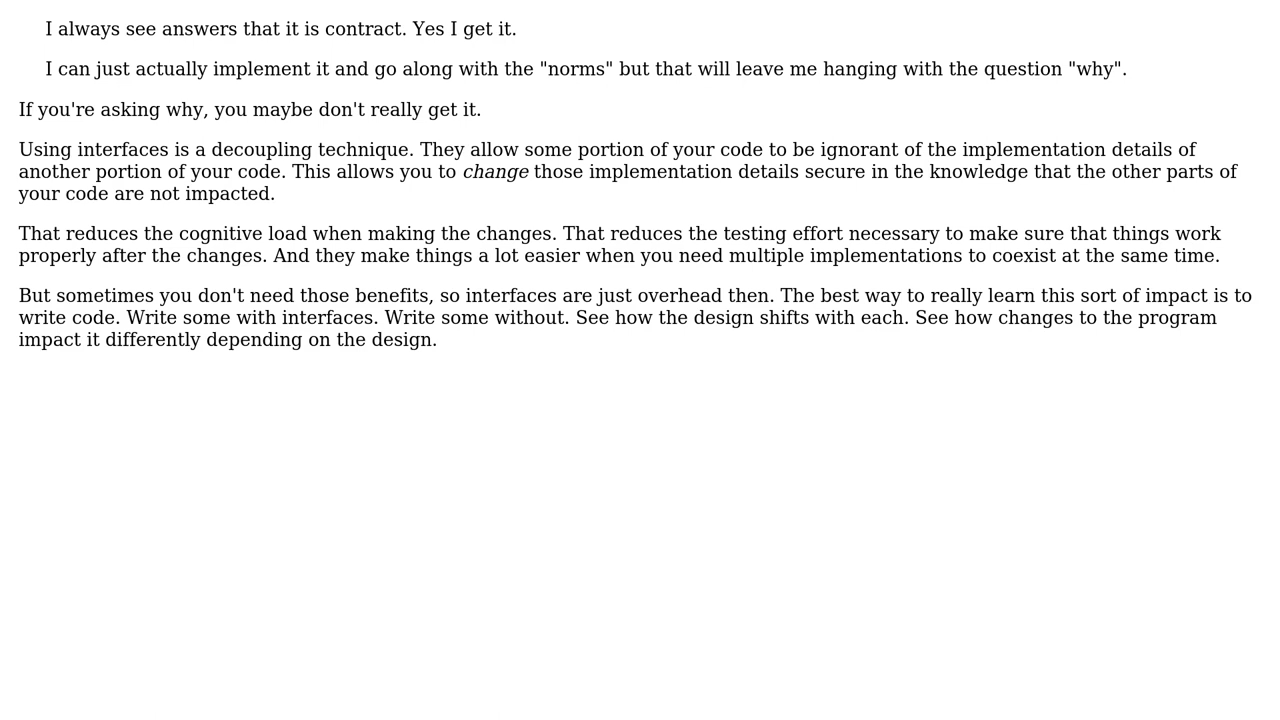 I always see answers that it is contract. Yes I get it.
I can just actually implement it and go along with the "norms" but that will leave me hanging with the question "why".
If you're asking why, you maybe don't really get it.
Using interfaces is a decoupling technique. They allow some portion of your code to be ignorant of the implementation details of
another portion of your code. This allows you to change those implementation details secure in the knowledge that the other parts of
your code are not impacted.
That reduces the cognitive load when making the changes. That reduces the testing effort necessary to make sure that things work
properly after the changes. And they make things a lot easier when you need multiple implementations to coexist at the same time.
But sometimes you don't need those benefits, so interfaces are just overhead then. The best way to really learn this sort of impact is to
write code. Write some with interfaces. Write some without. See how the design shifts with each. See how changes to the program
impact it differently depending on the design.